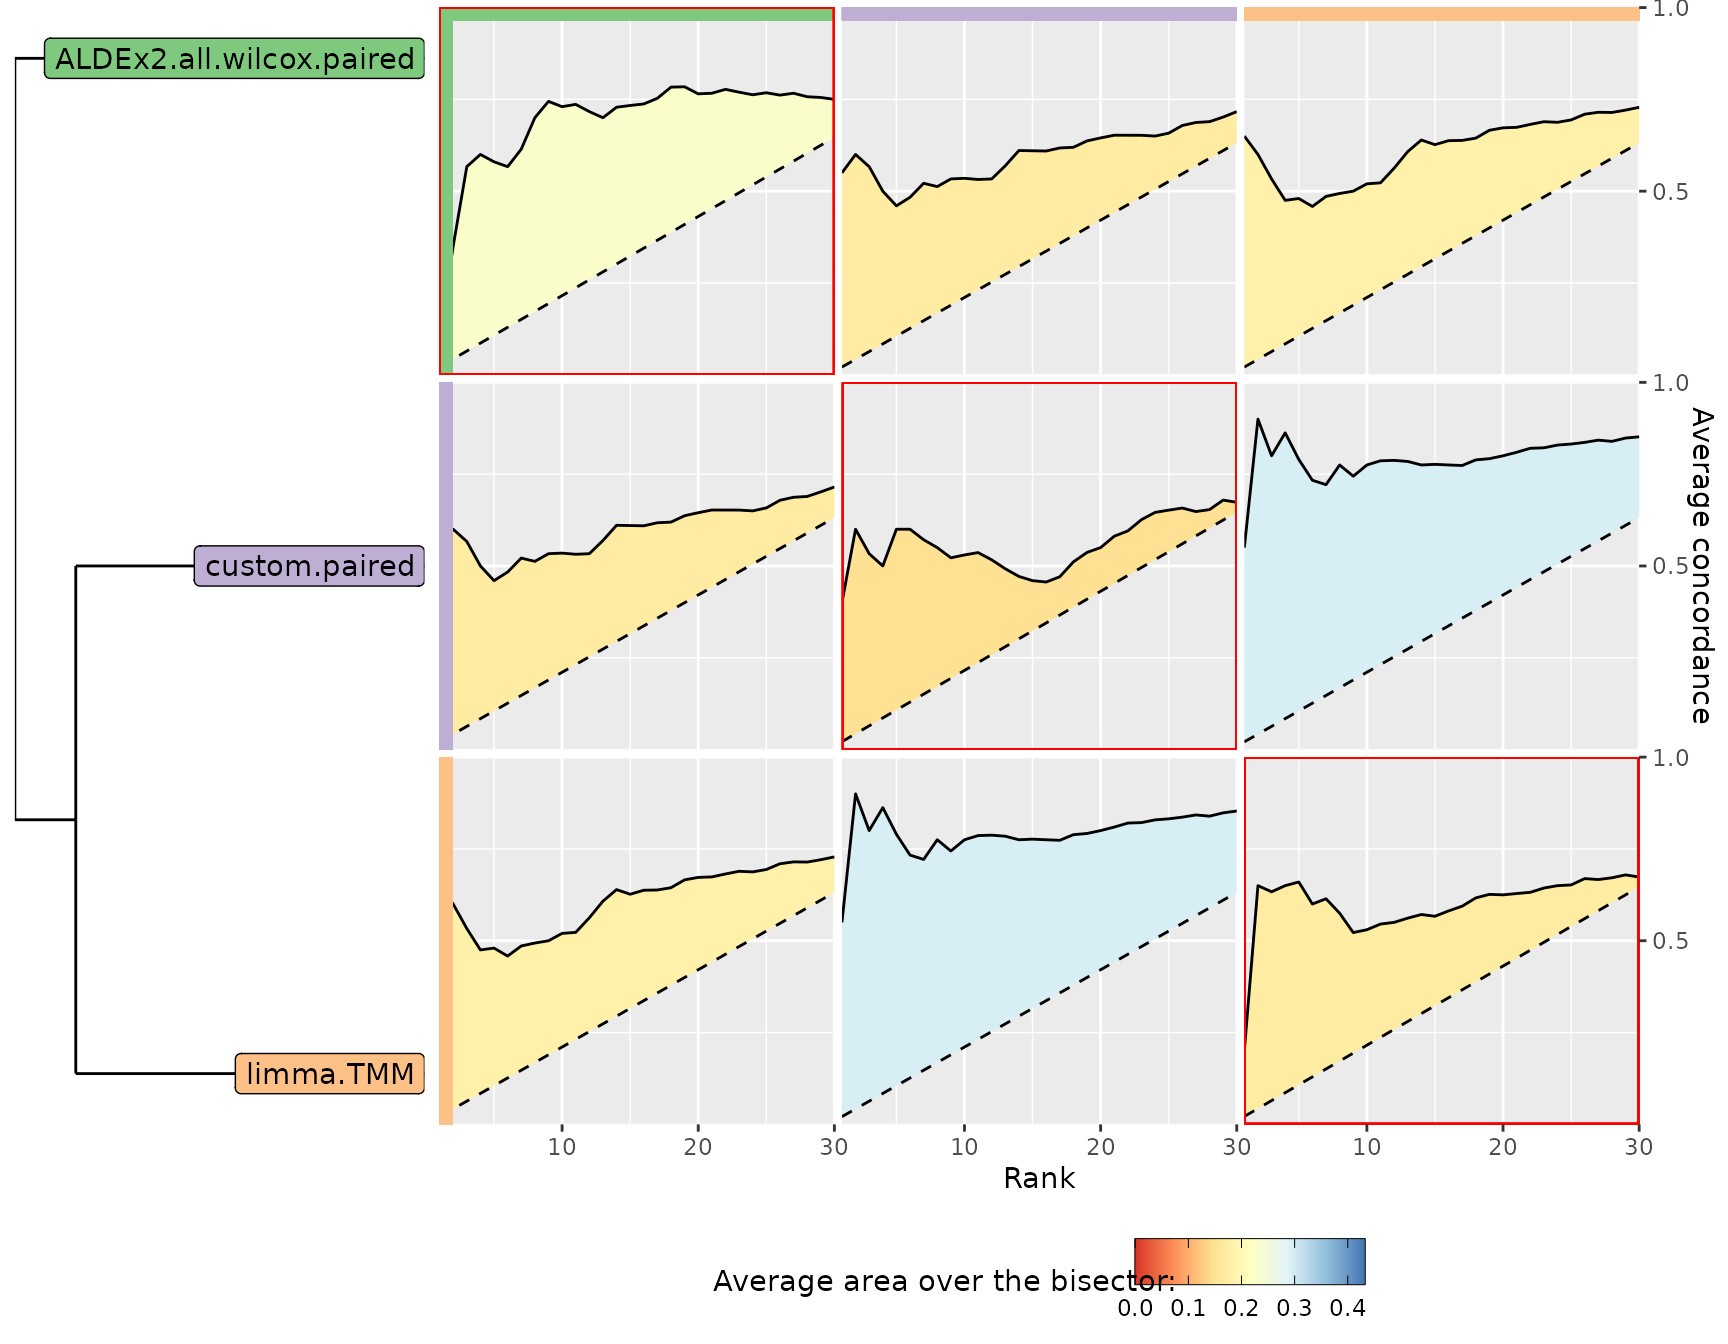 1.0
ALDEx2.all.wilcox.paired
0.5
1.0
Average concordance
custom.paired
0.5
1.0
0.5
limma.TMM
10 20 30 10 20 30 10 20 30
Rank
Average area over the bisector:
0.0 0.1 0.2 0.3 0.4